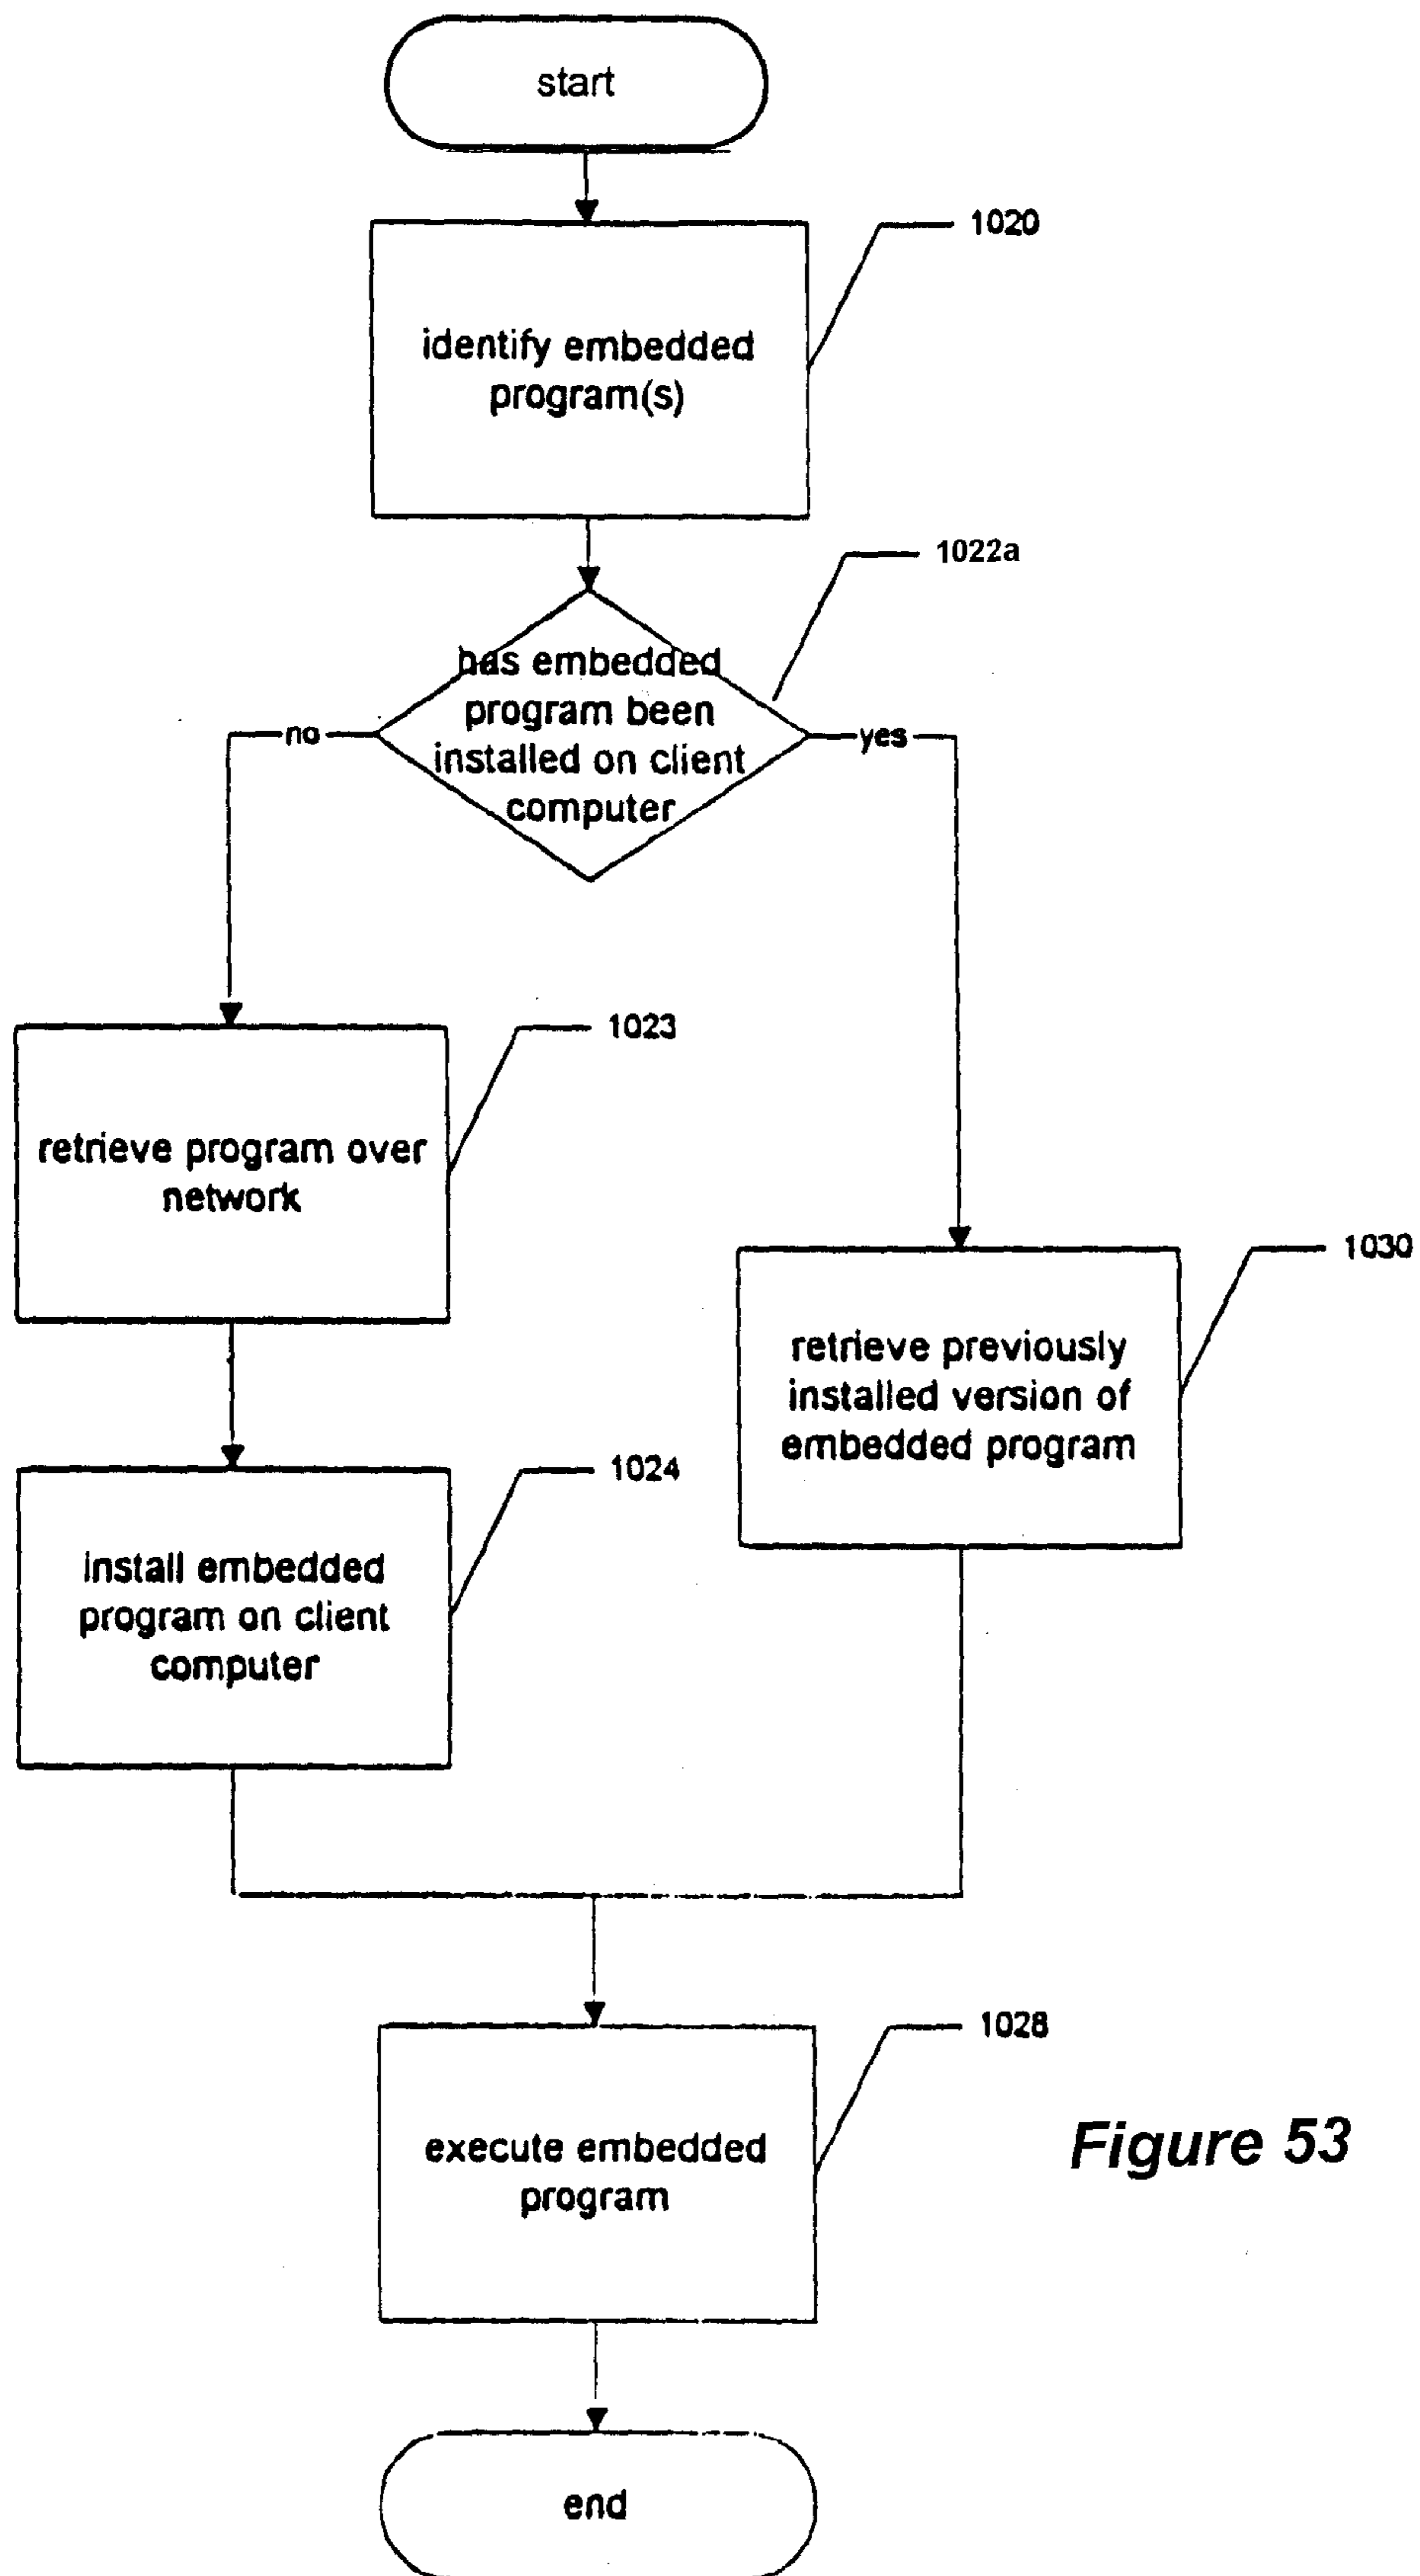 start
1020
identify embedded
program(s)
1022a
has embedded
program been
installed on client
computer
no
yes
1023
retrieve program over
network
1030
retrieve previously
installed version of
embedded program
1024
install embedded
program on client
computer
1028
execute embedded
program
Figure 53
end